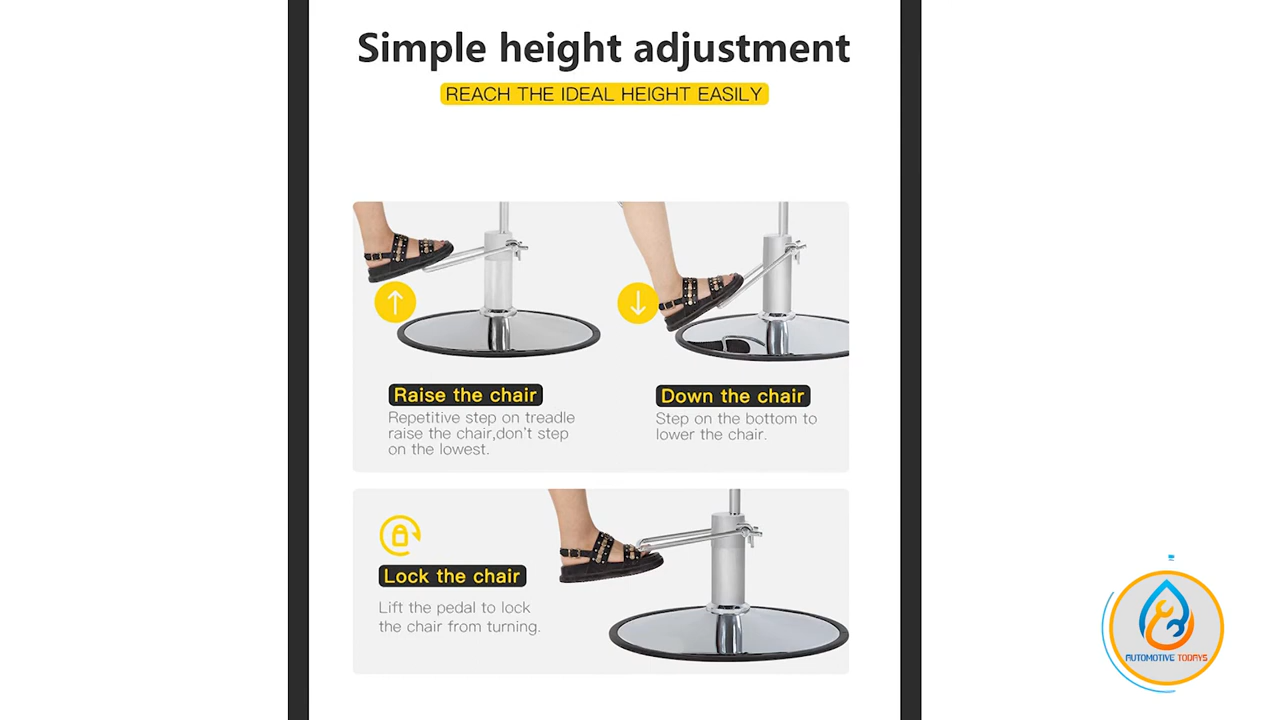 Simple height adjustment
REACH THE IDEAL HEIGHT EASILY
Raise the chair
Repetitive step on treadle
raise the chair,don't step
on the lowest.
Down the chair
Step on the bottom to
lower the chair.
Lock the chair
Lift the pedal to lock
the chair from turning.
AUTOMOTIVE TODAYS